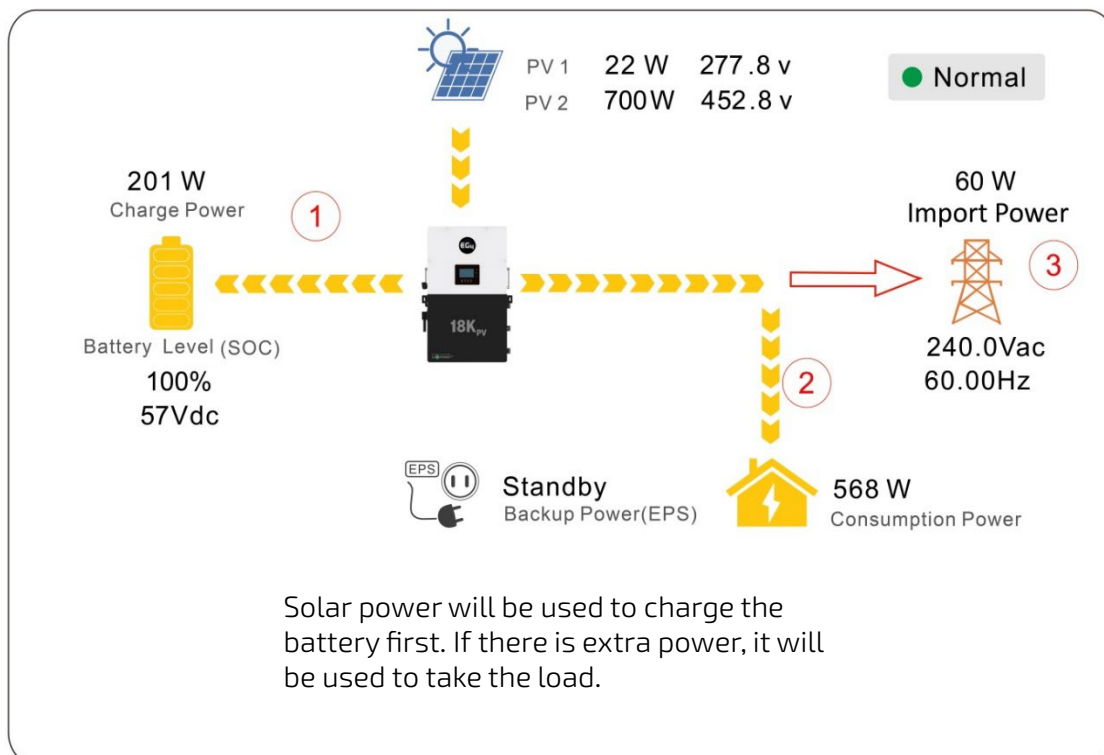 PV 1 22 W 277.8 v
PV 2 700W 452.8 v
Normal
201 W
Charge Power
1
60 W
Import Power
3
EG4
18K PV
Battery Level (SOC)
100%
57Vdc
240.0Vac
60.00Hz
2
EPS
Standby
Backup Power(EPS)
568 W
Consumption Power
Solar power will be used to charge the
battery first. If there is extra power, it will
be used to take the load.